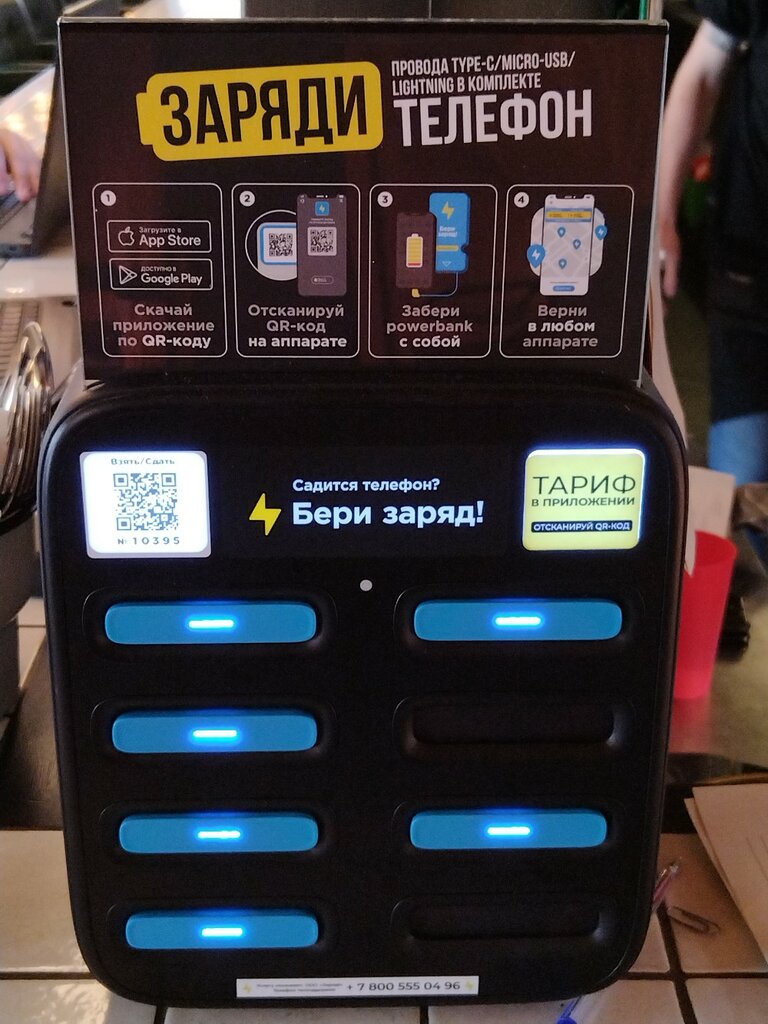 ЗАРЯДИ
ПРОВОДА TYPE-C/MICRO-USB/
LIGHTNING В КОМПЛЕКТЕ
ТЕЛЕФОН
1
Загрузите в
App Store
ДОСТУПНО В
Google Play
Скачай
приложение
по QR-коду
2
Отсканируй
QR-код
на аппарате
3
Бери
заряд!
Забери
powerbank
с собой
4
Верни
в любом
аппарате
Взять/Сдать
№10395
Садится телефон?
Бери заряд!
ТАРИФ
В ПРИЛОЖЕНИИ
ОТСКАНИРУЙ QR-КОД
+ 7 800 555 04 96